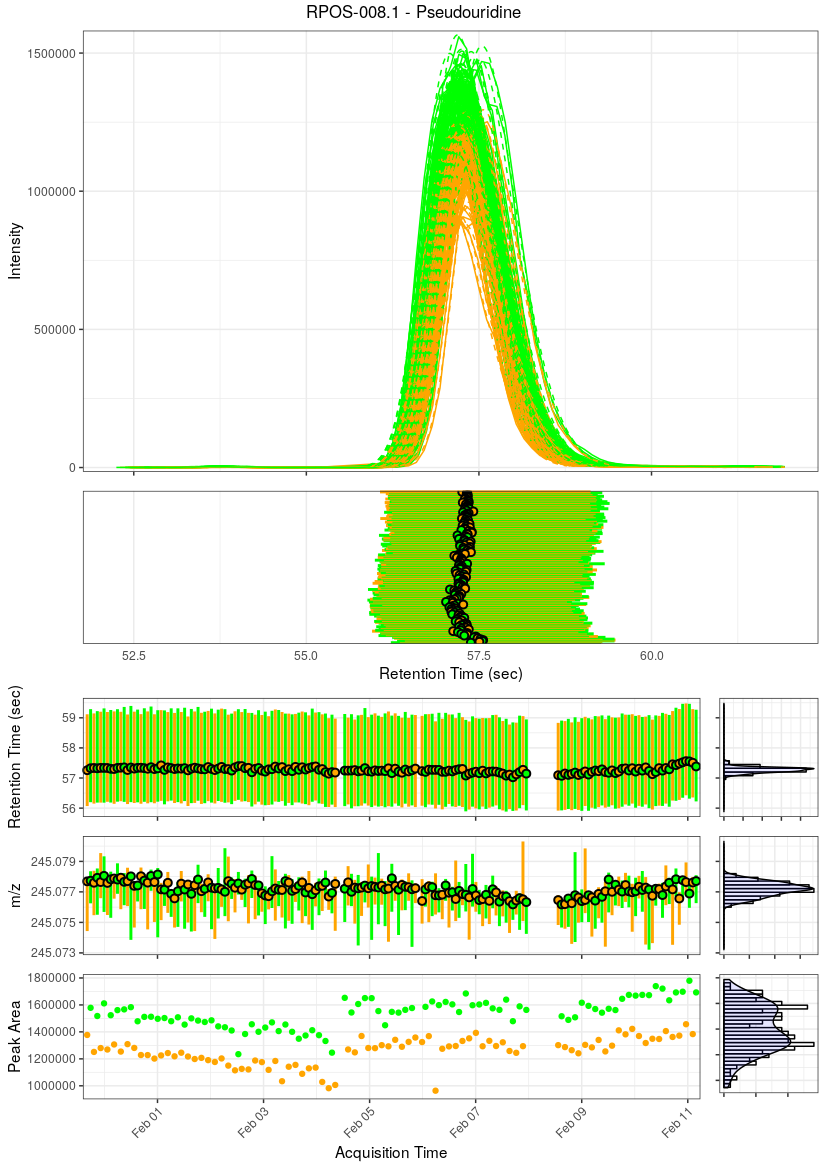 RPOS-008.1 - Pseudouridine
1500000
1000000
500000
0
Intensity
52.5
55.0
57.5
60.0
Retention Time (sec)
Retention Time (sec)
59
58
57
56
m/z
245.079
245.077
245.075
245.073
Peak Area
1800000
1600000
1400000
1200000
1000000
Feb 01
Feb 03
Feb 05
Feb 07
Feb 09
Feb 11
Acquisition Time